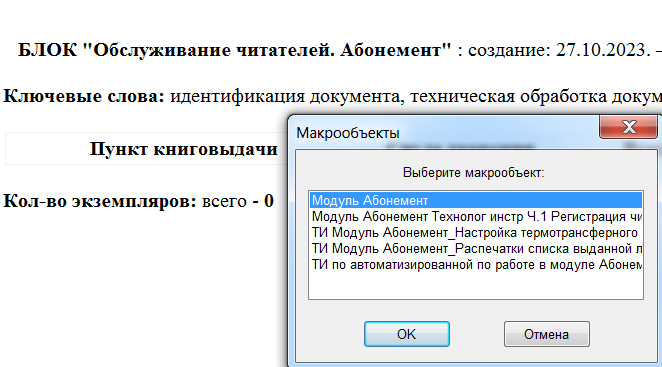 БЛОК "Обслуживание читателей. Абонемент" : создание: 27.10.2023. –
Ключевые слова: идентификация документа, техническая обработка докум
Пункт книговыдачи
Кол-во экземпляров: всего - 0
Макрообъекты
Выберите макрообъект:
Модуль Абонемент
Модуль Абонемент Технолог инстр Ч.1 Регистрация чи
ТИ Модуль Абонемент_Настройка термотрансферного
ТИ Модуль Абонемент_Распечатки списка выданной л
ТИ по автоматизированной по работе в модуле Абонем
OK
Отмена